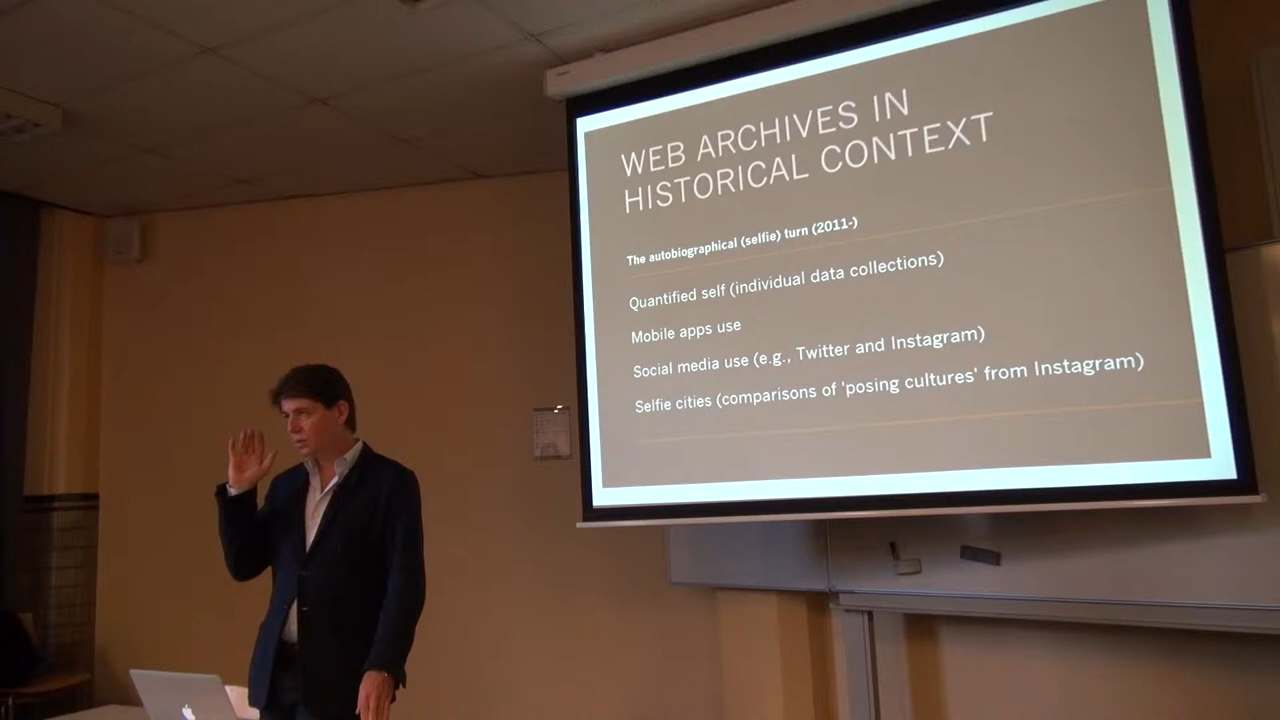 WEB ARCHIVES IN
HISTORICAL CONTEXT
The autobiographical (selfie) turn (2011-)
Quantified self (individual data collections)
Mobile apps use
Social media use (e.g., Twitter and Instagram)
Selfie cities (comparisons of 'posing cultures' from Instagram)